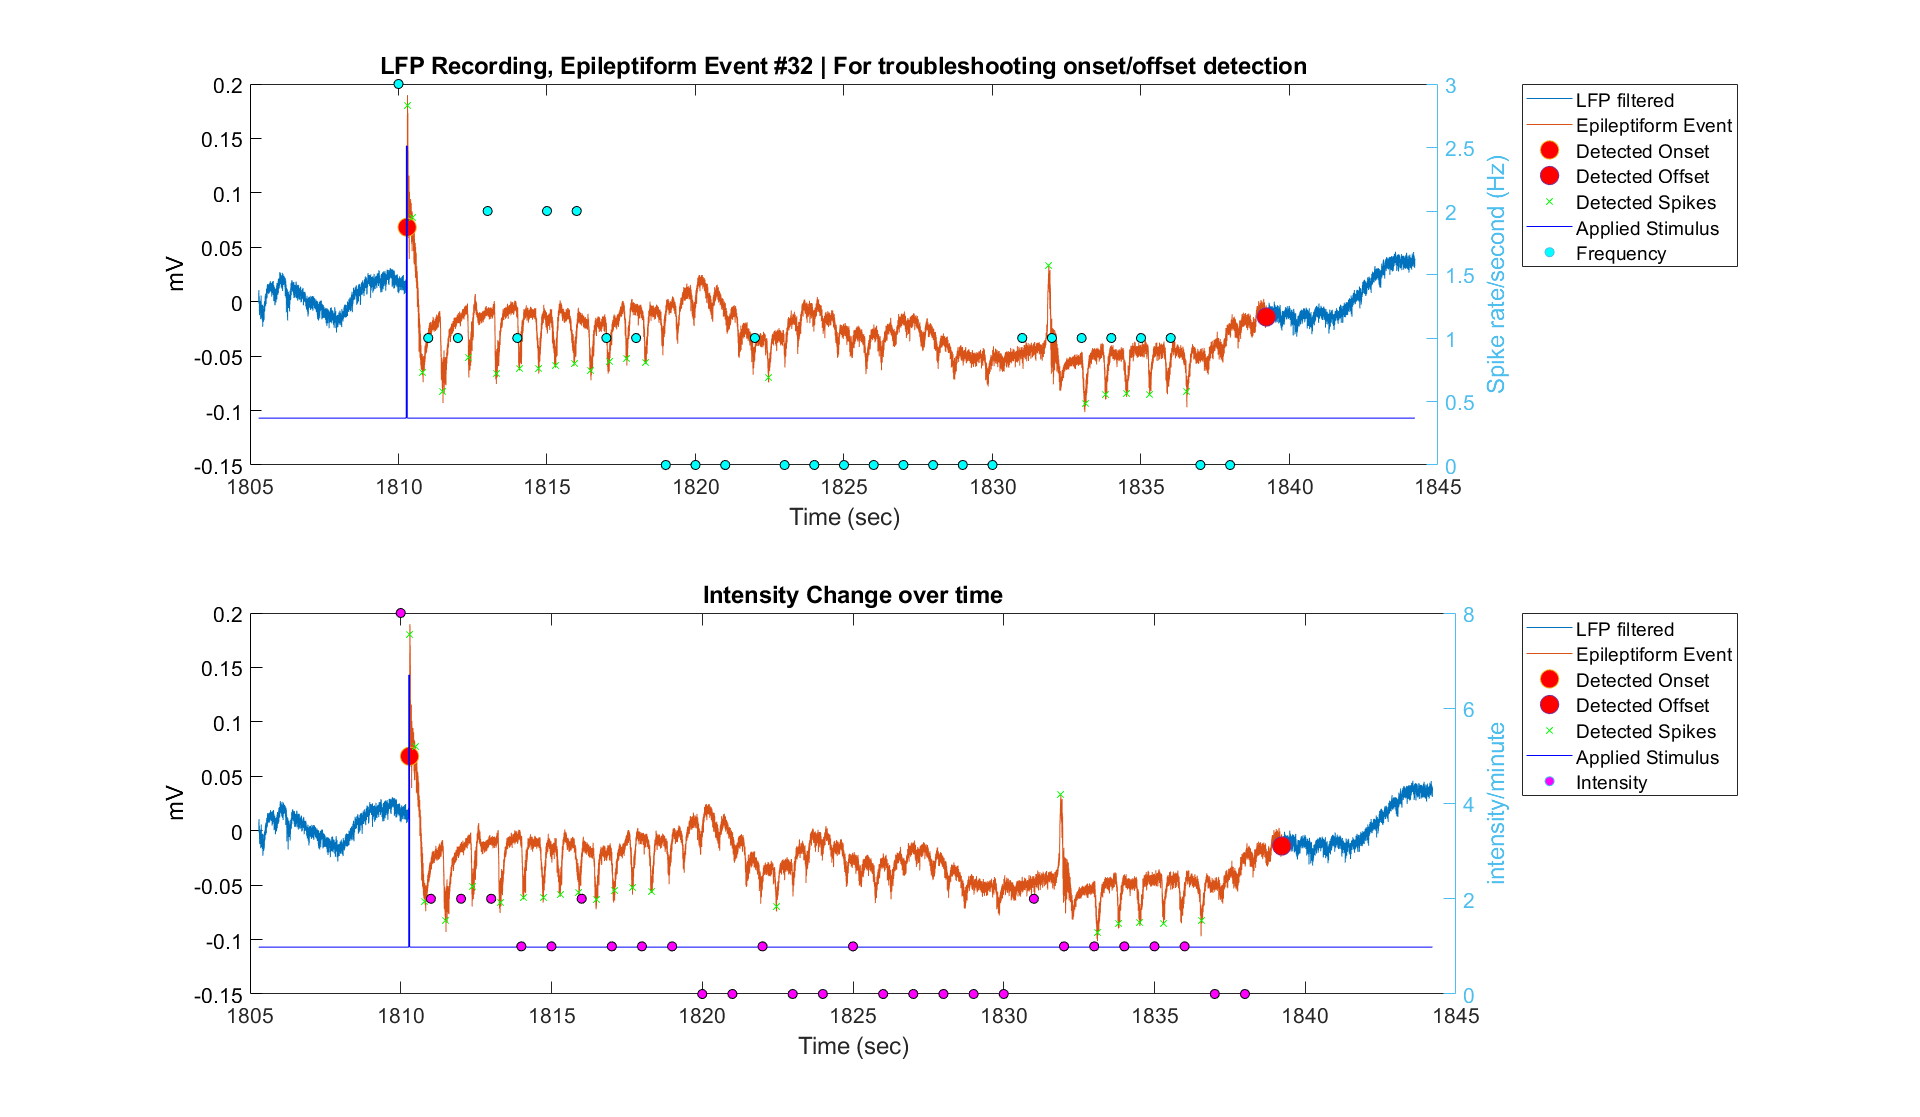 LFP Recording, Epileptiform Event #32 | For troubleshooting onset/offset detection
0.2
0.15
0.1
0.05
0
-0.05
-0.1
-0.15
mV
1805
1810
1815
1820
1825
1830
1835
1840
1845
Time (sec)
3
2.5
2
1.5
1
0.5
0
Spike rate/second (Hz)
LFP filtered
Epileptiform Event
Detected Onset
Detected Offset
Detected Spikes
Applied Stimulus
Frequency
Intensity Change over time
0.2
0.15
0.1
0.05
0
-0.05
-0.1
-0.15
mV
1805
1810
1815
1820
1825
1830
1835
1840
1845
Time (sec)
8
6
4
2
0
intensity/minute
LFP filtered
Epileptiform Event
Detected Onset
Detected Offset
Detected Spikes
Applied Stimulus
Intensity